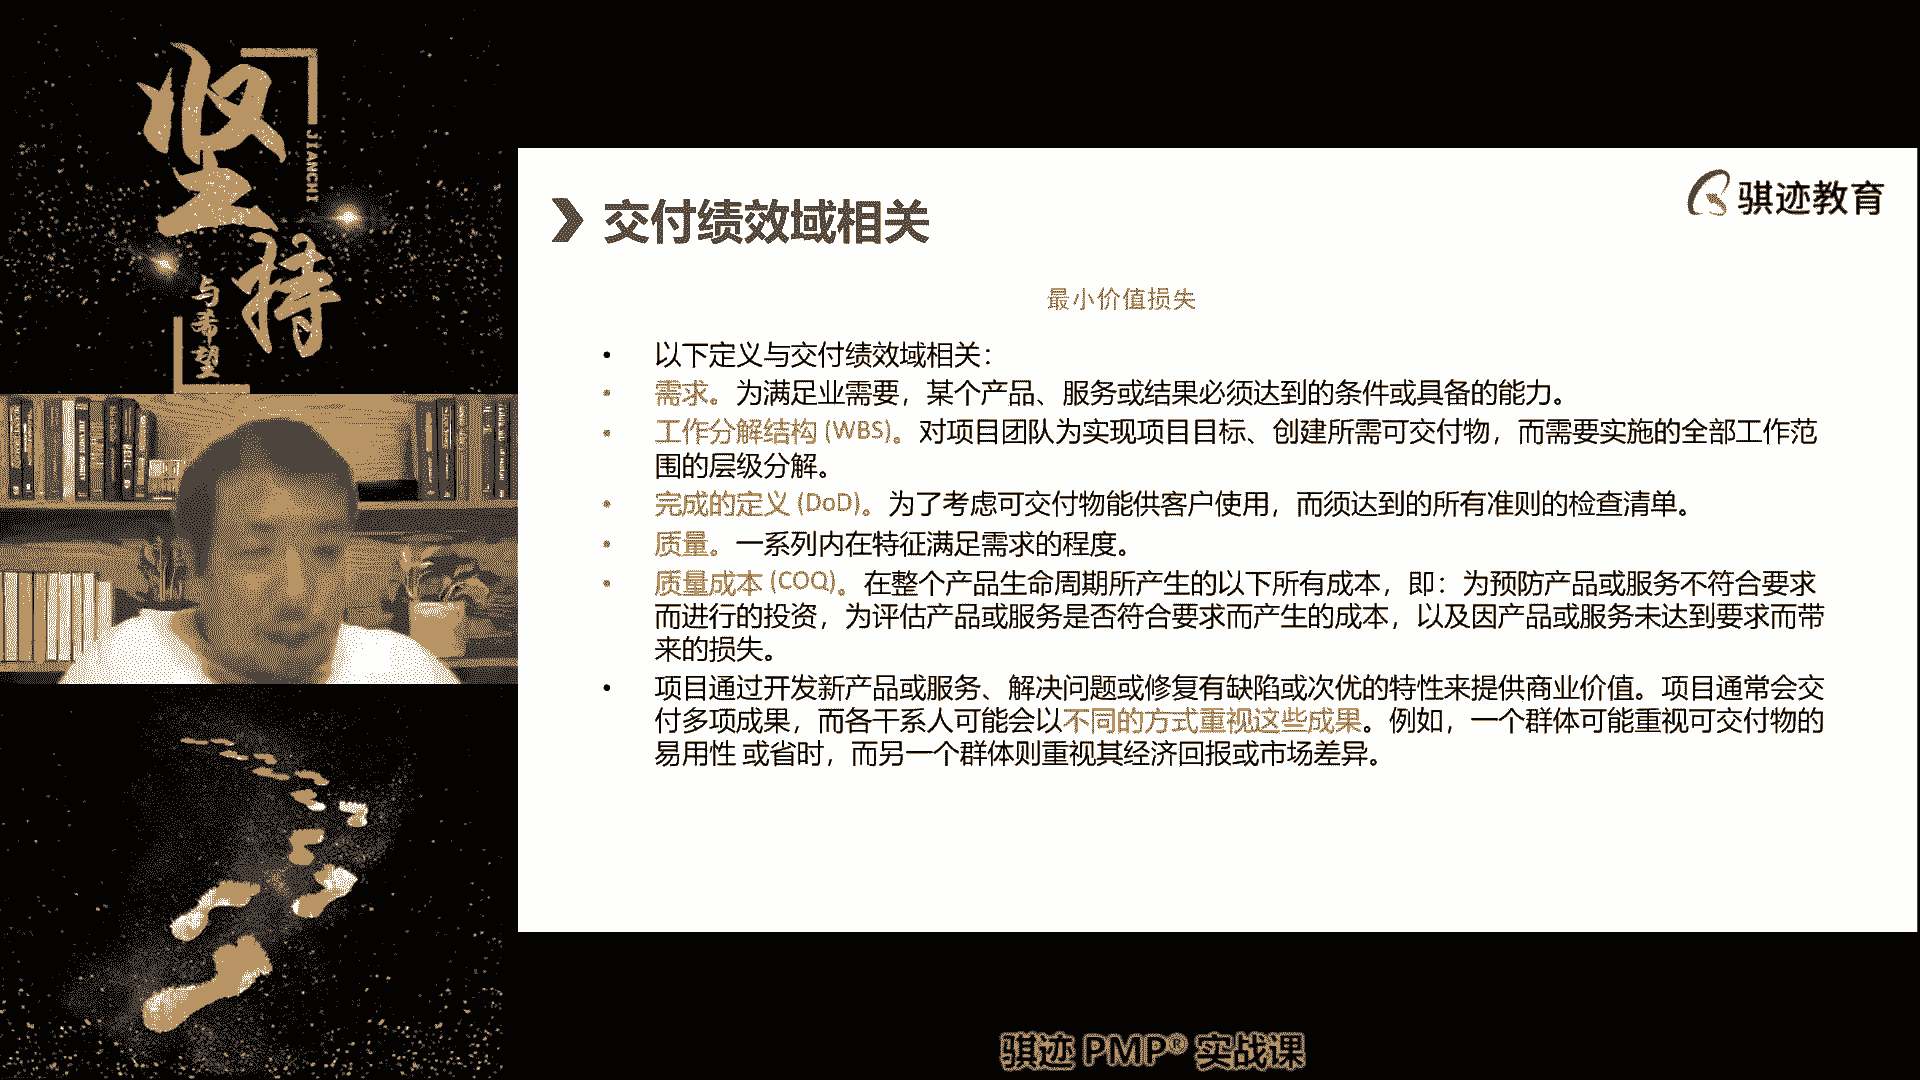 坚持
JIANCHI
与希望
骐迹教育
交付绩效域相关
最小价值损失
• 以下定义与交付绩效域相关：
• 需求。为满足业需要，某个产品、服务或结果必须达到的条件或具备的能力。
• 工作分解结构 (WBS)。对项目团队为实现项目目标、创建所需可交付物，而需要实施的全部工作范
围的层级分解。
• 完成的定义 (DoD)。为了考虑可交付物能供客户使用，而须达到的所有准则的检查清单。
• 质量。一系列内在特征满足需求的程度。
• 质量成本 (COQ)。在整个产品生命周期所产生的以下所有成本，即：为预防产品或服务不符合要求
而进行的投资，为评估产品或服务是否符合要求而产生的成本，以及因产品或服务未达到要求而带
来的损失。
• 项目通过开发新产品或服务、解决问题或修复有缺陷或次优的特性来提供商业价值。项目通常会交
付多项成果，而各干系人可能会以不同的方式重视这些成果。例如，一个群体可能重视可交付物的
易用性 或省时，而另一个群体则重视其经济回报或市场差异。
骐迹 PMP® 实战课